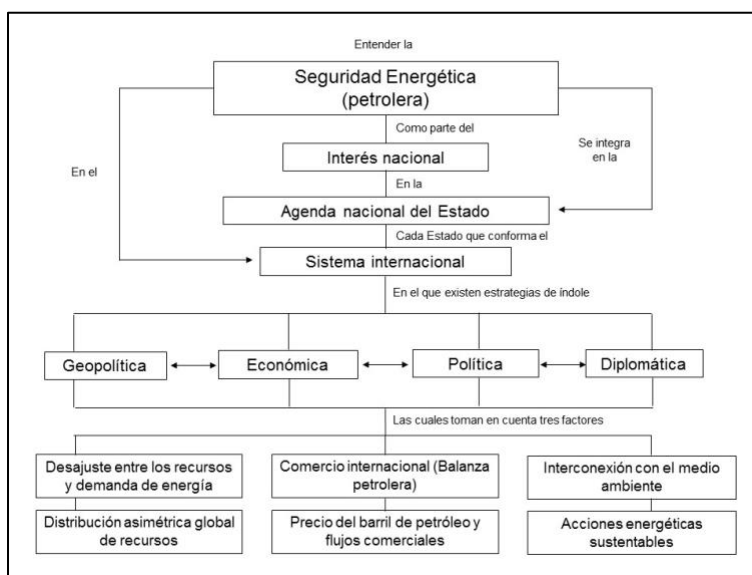 Entender la
Seguridad Energética
(petrolera)
Como parte del
Se integra
en la
Interés nacional
En el
En la
Agenda nacional del Estado
Cada Estado que conforma el
Sistema internacional
En el que existen estrategias de índole
Geopolítica
Económica
Política
Diplomática
Las cuales toman en cuenta tres factores
Desajuste entre los recursos
y demanda de energía
Comercio internacional (Balanza
petrolera)
Interconexión con el medio
ambiente
Distribución asimétrica global
de recursos
Precio del barril de petróleo y
flujos comerciales
Acciones energéticas
sustentables